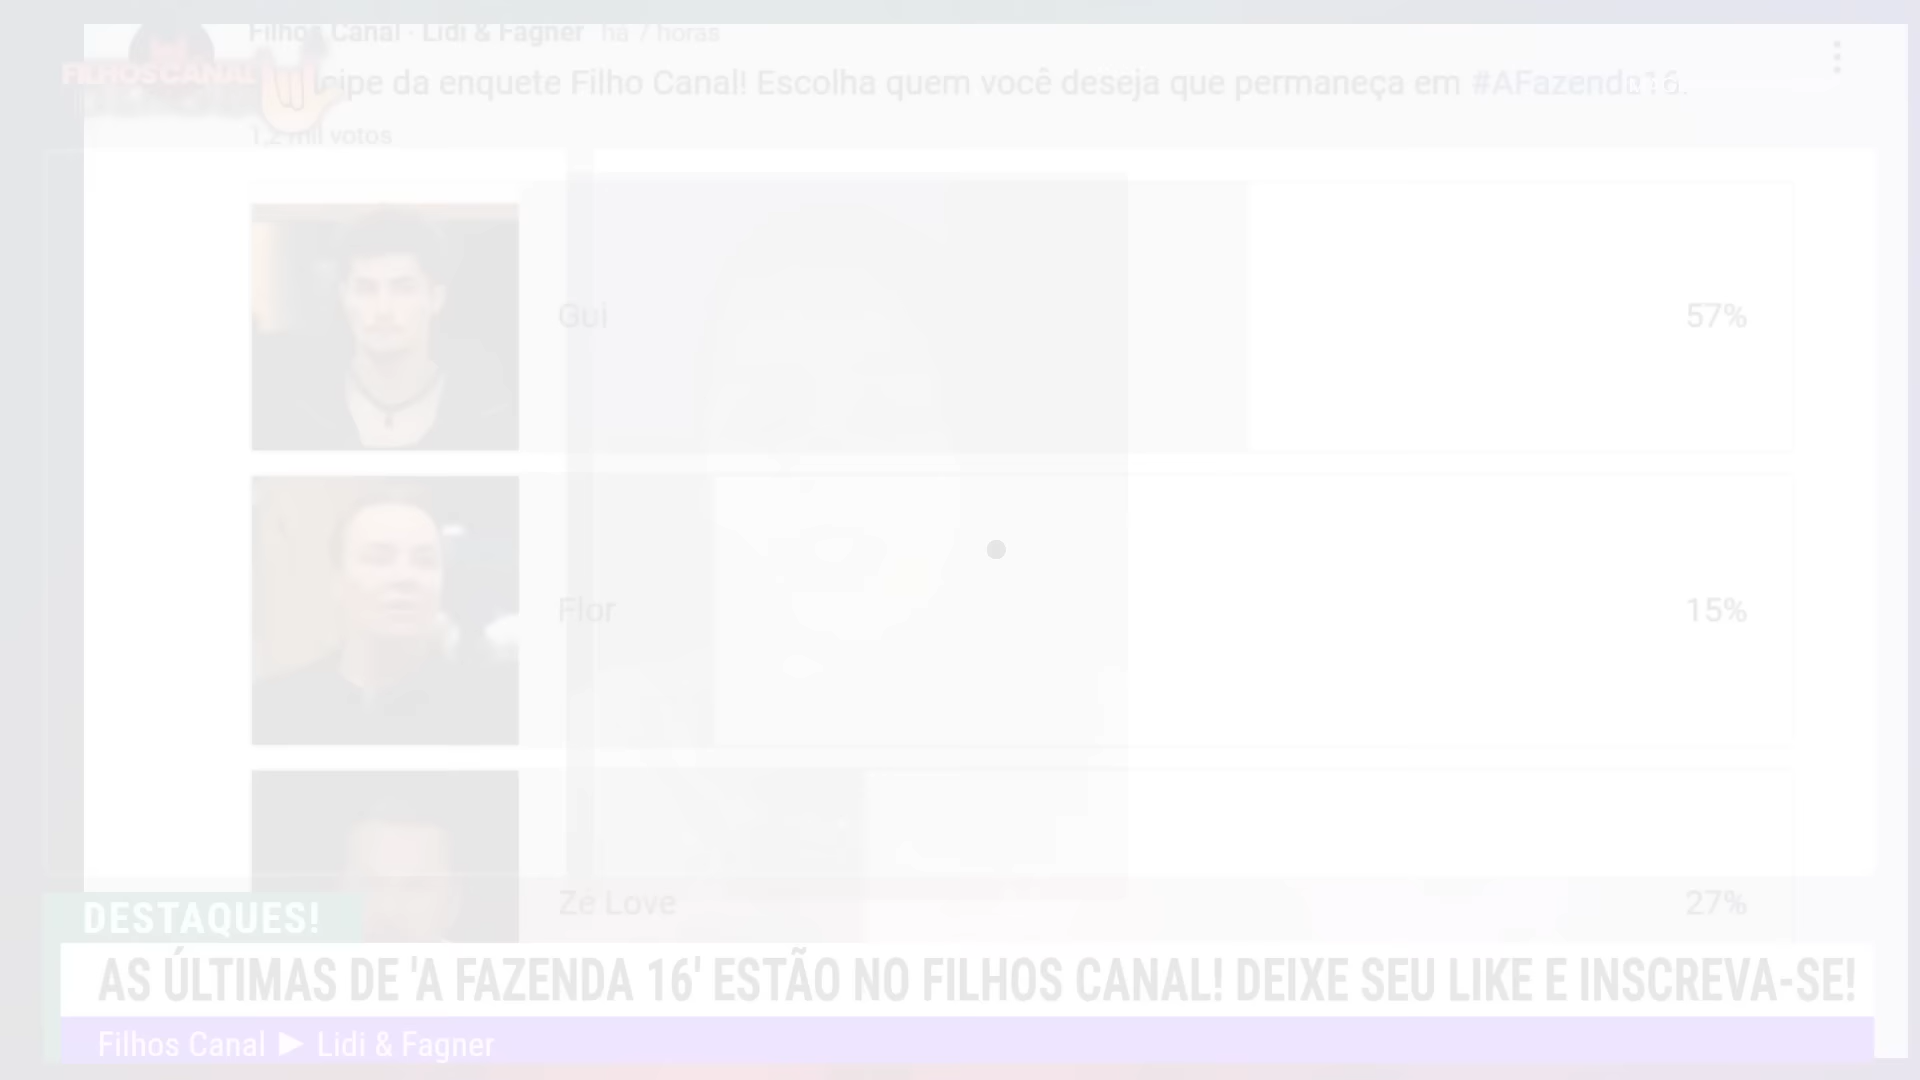 Filhos Canal · Lidi & Fagner há 7 horas
FILHOS CANAL
cipe da enquete Filho Canal! Escolha quem você deseja que permaneça em #AFazenda16.
1,2 mil votos
Gui
57%
Flor
15%
Zé Love
27%
DESTAQUES!
AS ÚLTIMAS DE 'A FAZENDA 16' ESTÃO NO FILHOS CANAL! DEIXE SEU LIKE E INSCREVA-SE!
Filhos Canal ► Lidi & Fagner